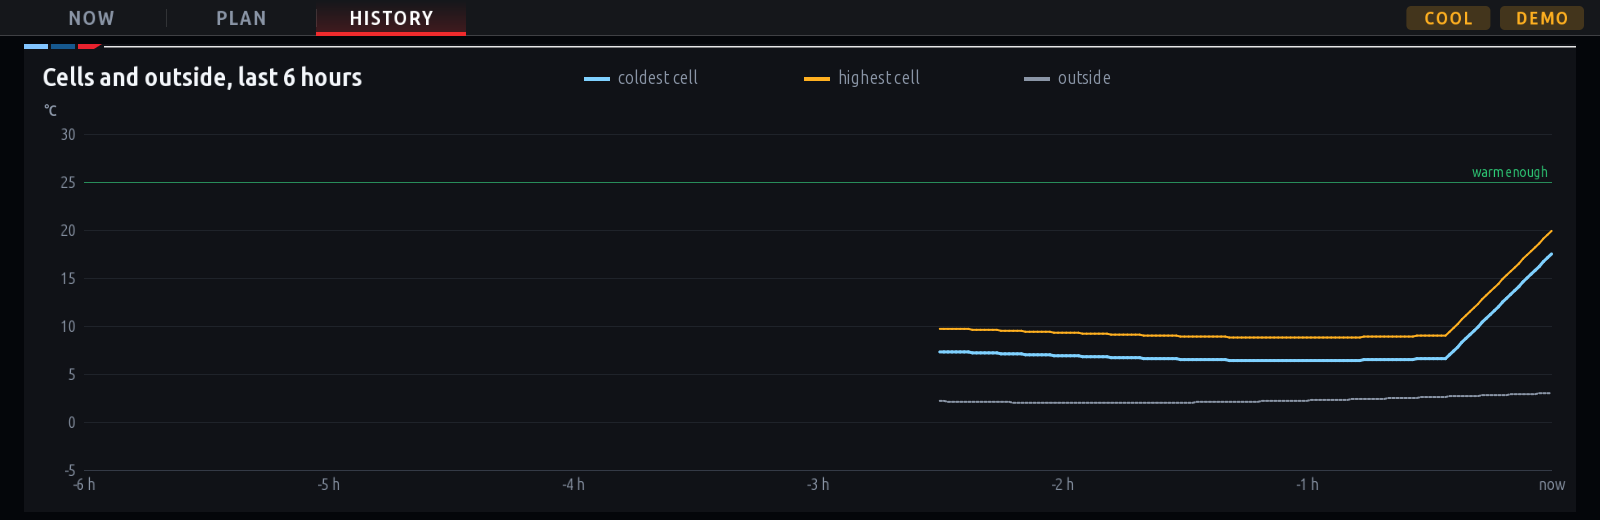 NOW PLAN HISTORY COOL DEMO
Cells and outside, last 6 hours coldest cell highest cell outside
°C
30
warm enough
25
20
15
10
5
0
-5
-6 h -5 h -4 h -3 h -2 h -1 h now